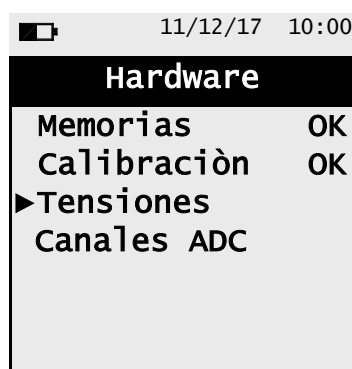 11/12/17 10:00
Hardware
Memorias OK
Calibraciòn OK
►Tensiones
Canales ADC